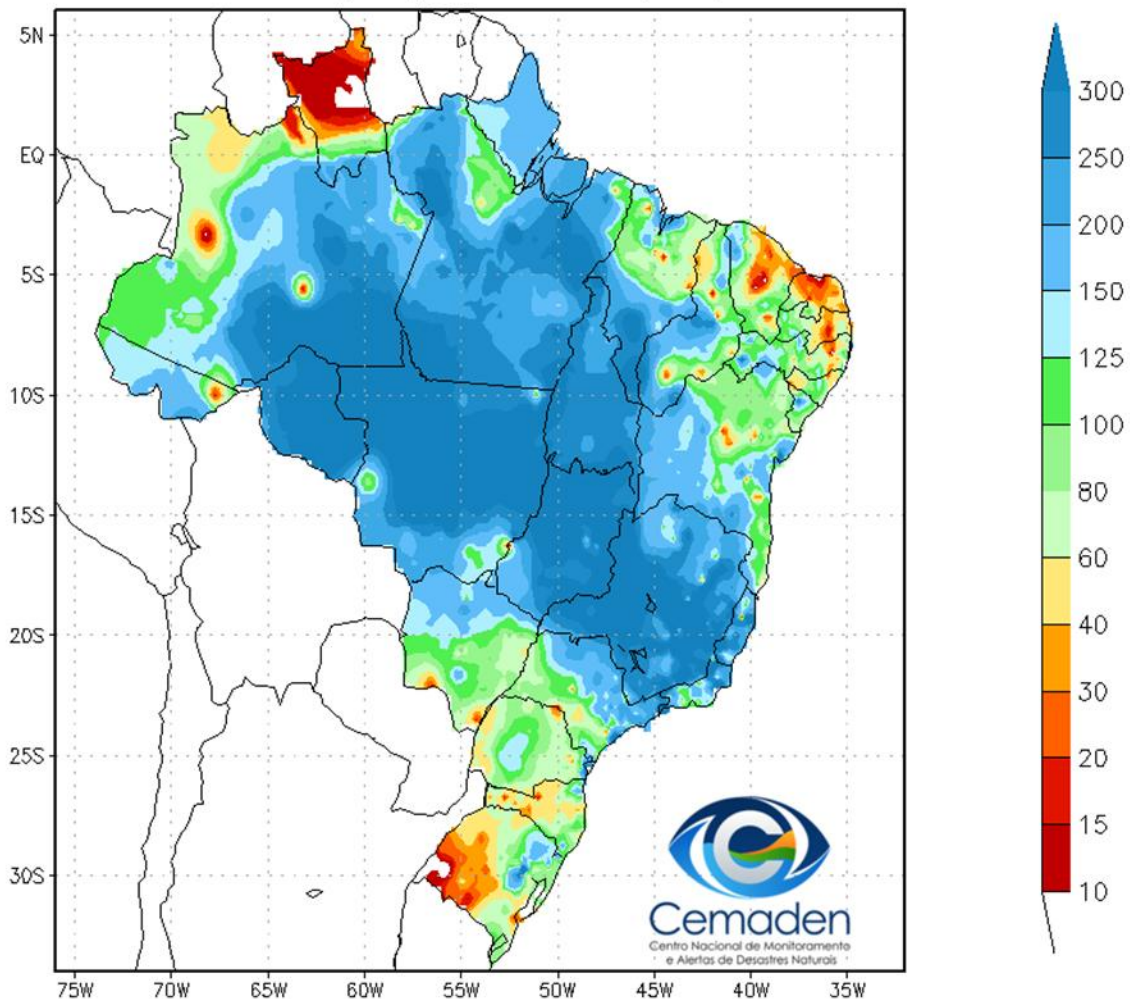 5N
EQ
5S
10S
15S
20S
25S
30S
75W 70W 65W 60W 55W 50W 45W 40W 35W
300
250
200
150
125
100
80
60
40
30
20
15
10
Cemaden
Centro Nacional de Monitoramento
e Alertas de Desastres Naturais